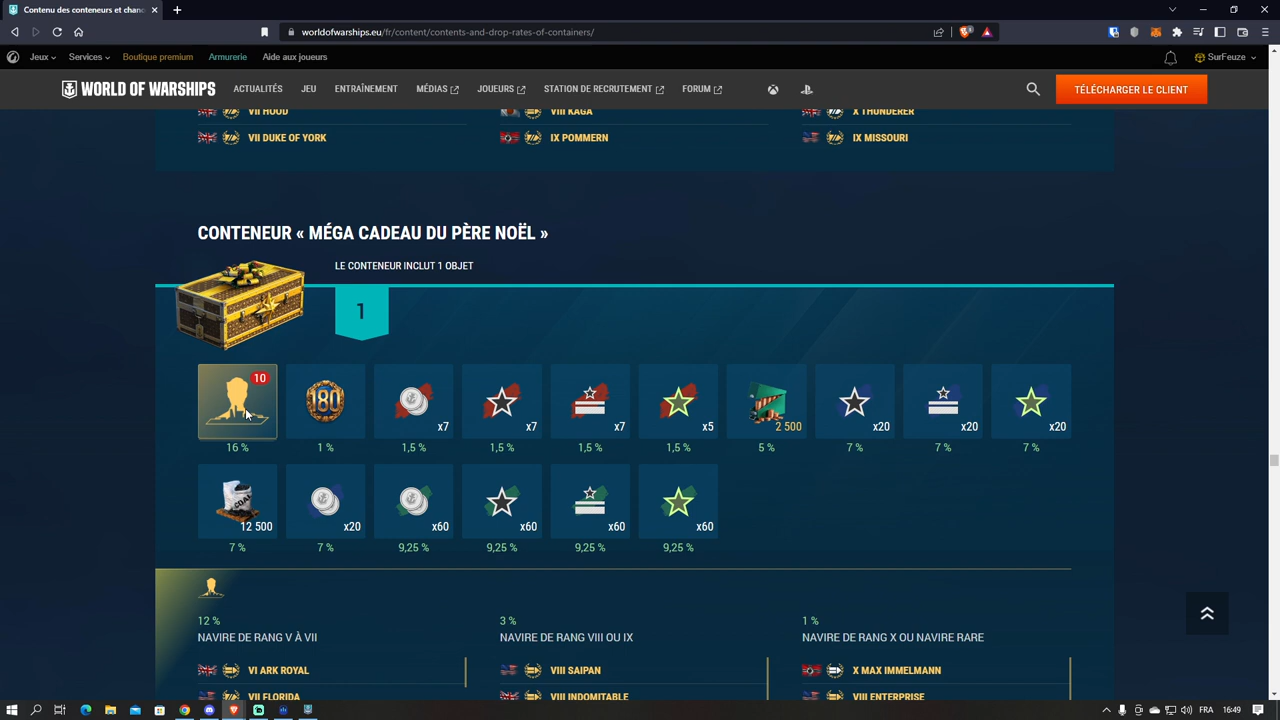 Contenu des conteneurs et chanc
worldofwarships.eu/fr/content/contents-and-drop-rates-of-containers/
Jeux
Services
Boutique premium
Armurerie
Aide aux joueurs
SurFeuze
WORLD OF WARSHIPS
ACTUALITÉS
JEU
ENTRAÎNEMENT
MÉDIAS
JOUEURS
STATION DE RECRUTEMENT
FORUM
TÉLÉCHARGER LE CLIENT
VII HOOD
VIII KAGA
X THUNDERER
VII DUKE OF YORK
IX POMMERN
IX MISSOURI
CONTENEUR « MÉGA CADEAU DU PÈRE NOËL »
LE CONTENEUR INCLUT 1 OBJET
1
10
180
x7
x7
x7
x5
2 500
x20
x20
x20
16 %
1 %
1,5 %
1,5 %
1,5 %
1,5 %
5 %
7 %
7 %
7 %
12 500
x20
x60
x60
x60
x60
7 %
7 %
9,25 %
9,25 %
9,25 %
9,25 %
12 %
3 %
1 %
NAVIRE DE RANG V À VII
NAVIRE DE RANG VIII OU IX
NAVIRE DE RANG X OU NAVIRE RARE
VI ARK ROYAL
VIII SAIPAN
X MAX IMMELMANN
VII FLORIDA
VIII INDOMITABLE
VIII ENTERPRISE
FRA
16:49